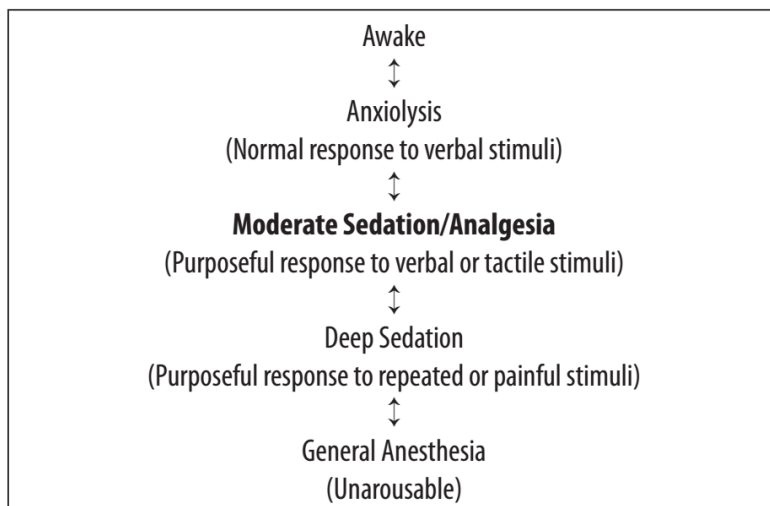 Awake
↕
Anxiolysis
(Normal response to verbal stimuli)
↕
Moderate Sedation/Analgesia
(Purposeful response to verbal or tactile stimuli)
↕
Deep Sedation
(Purposeful response to repeated or painful stimuli)
↕
General Anesthesia
(Unarousable)